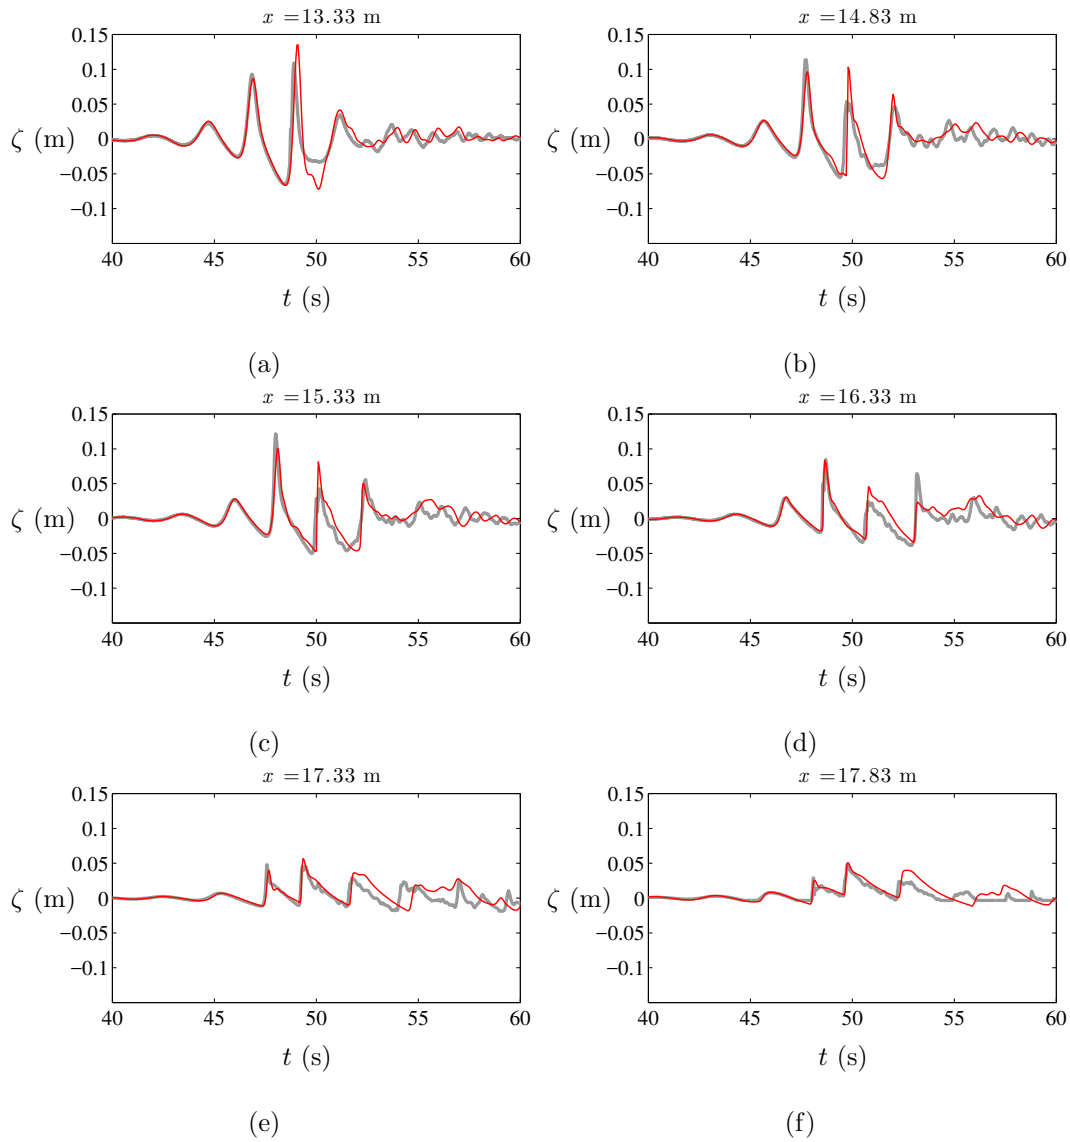 x =13.33 m
0.15
0.1
0.05
0
−0.05
−0.1
ζ (m)
40 45 50 55 60
t (s)
(a)
x =14.83 m
0.15
0.1
0.05
0
−0.05
−0.1
ζ (m)
40 45 50 55 60
t (s)
(b)
x =15.33 m
0.15
0.1
0.05
0
−0.05
−0.1
ζ (m)
40 45 50 55 60
t (s)
(c)
x =16.33 m
0.15
0.1
0.05
0
−0.05
−0.1
ζ (m)
40 45 50 55 60
t (s)
(d)
x =17.33 m
0.15
0.1
0.05
0
−0.05
−0.1
ζ (m)
40 45 50 55 60
t (s)
(e)
x =17.83 m
0.15
0.1
0.05
0
−0.05
−0.1
ζ (m)
40 45 50 55 60
t (s)
(f)